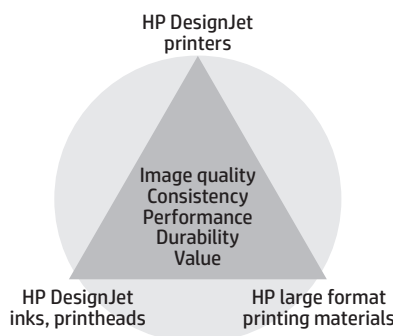 HP DesignJet
printers
Image quality
Consistency
Performance
Durability
Value
HP DesignJet
inks, printheads
HP large format
printing materials